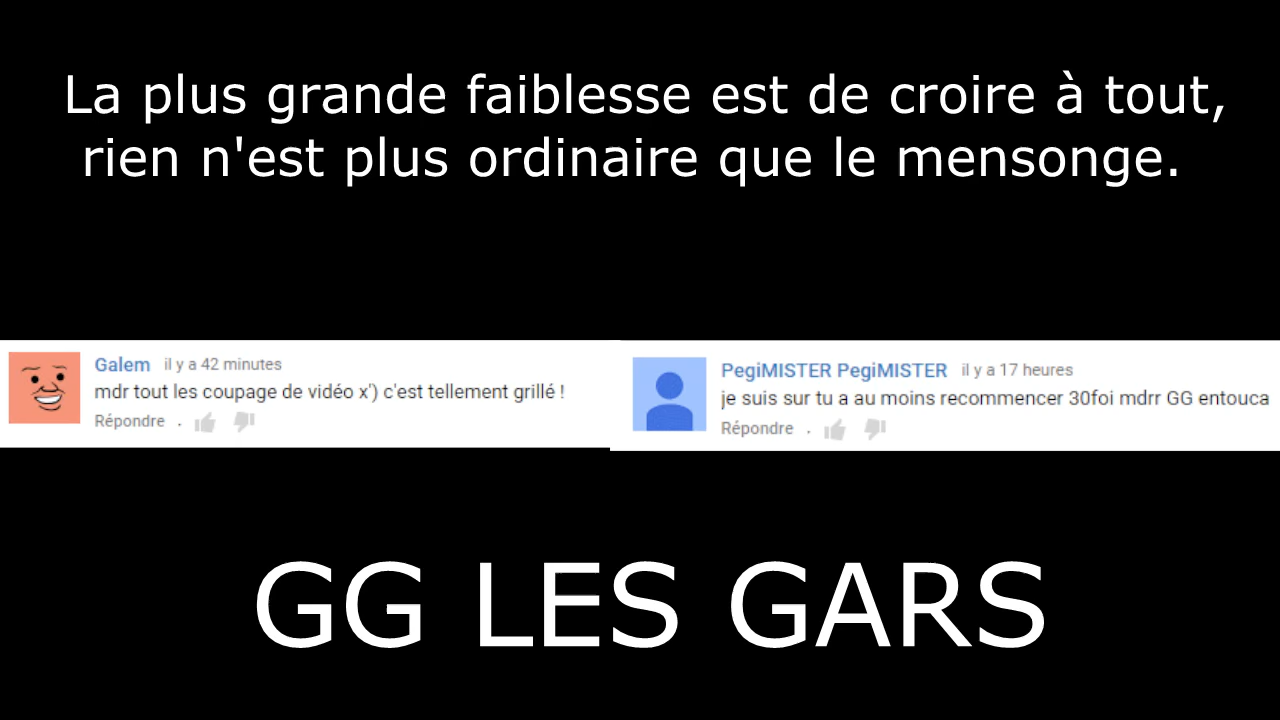 La plus grande faiblesse est de croire à tout,
rien n'est plus ordinaire que le mensonge.
Galem il y a 42 minutes
mdr tout les coupage de vidéo x') c'est tellement grillé !
Répondre .
PegiMISTER PegiMISTER il y a 17 heures
je suis sur tu a au moins recommencer 30foi mdrr GG entouca
Répondre .
GG LES GARS